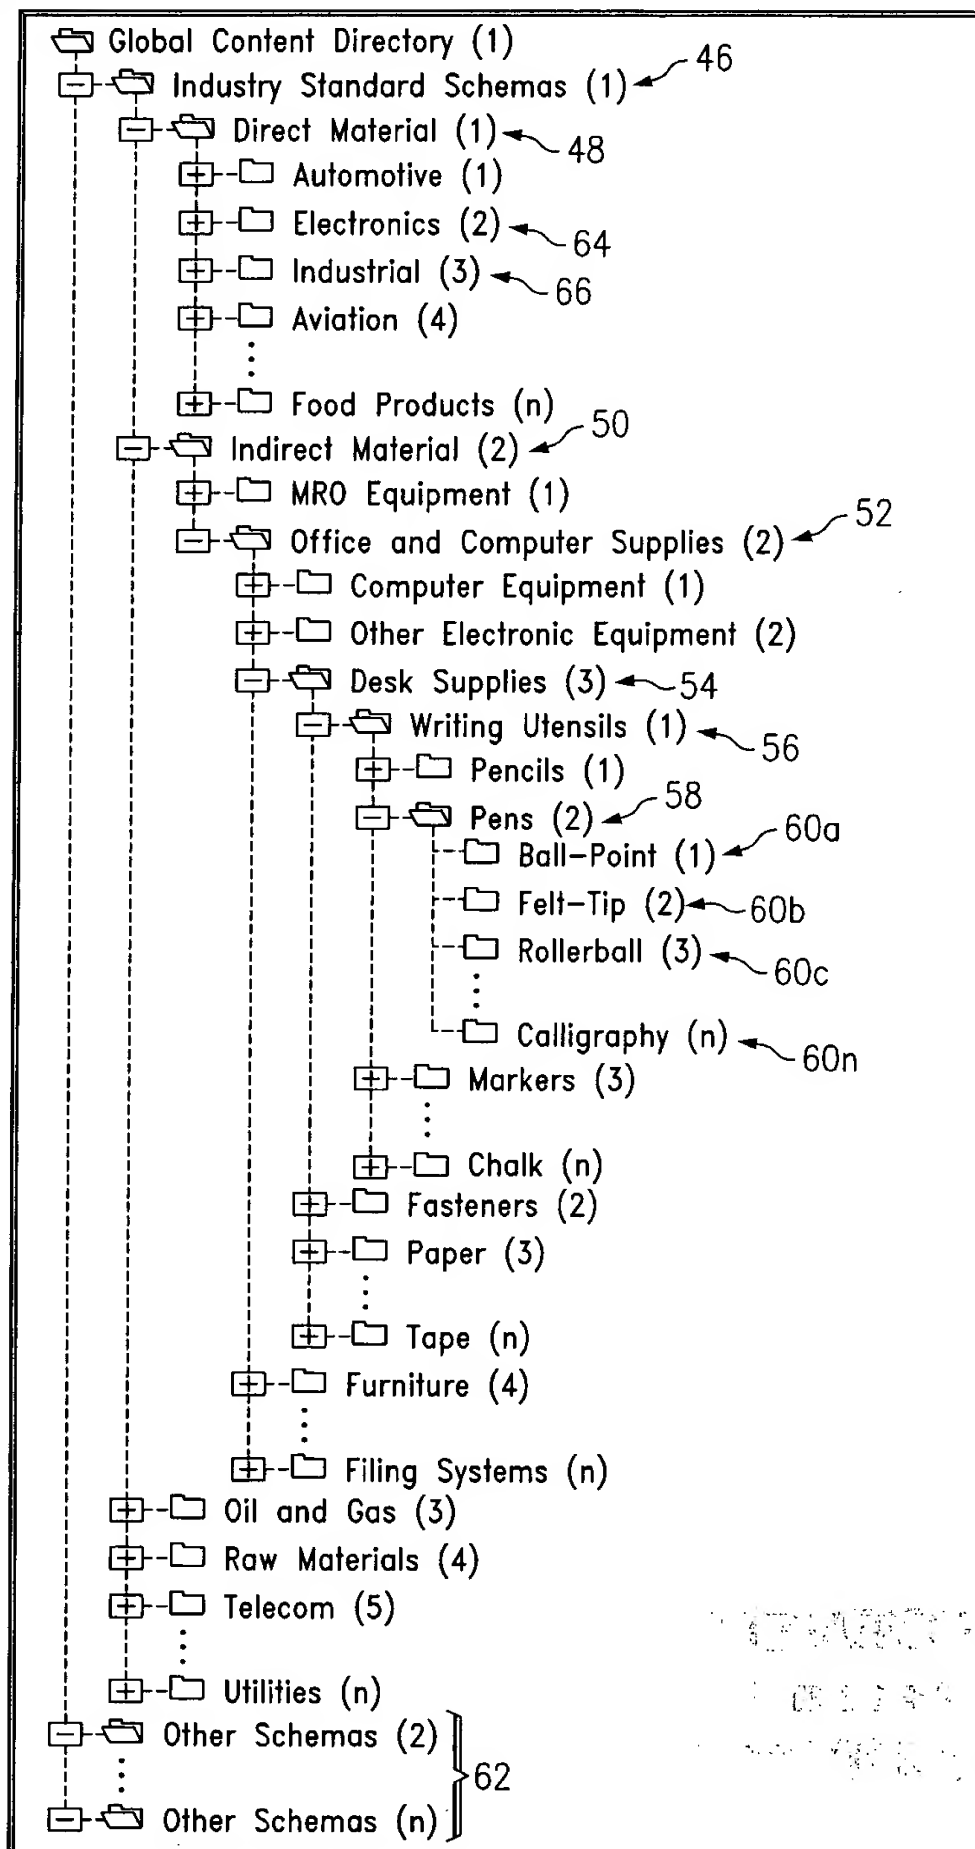 Global Content Directory (1)
Industry Standard Schemas (1) 46
Direct Material (1) 48
Automotive (1)
Electronics (2) 64
Industrial (3) 66
Aviation (4)
Food Products (n)
Indirect Material (2) 50
MRO Equipment (1)
Office and Computer Supplies (2) 52
Computer Equipment (1)
Other Electronic Equipment (2)
Desk Supplies (3) 54
Writing Utensils (1) 56
Pencils (1)
Pens (2) 58
Ball-Point (1) 60a
Felt-Tip (2) 60b
Rollerball (3) 60c
Calligraphy (n) 60n
Markers (3)
Chalk (n)
Fasteners (2)
Paper (3)
Tape (n)
Furniture (4)
Filing Systems (n)
Oil and Gas (3)
Raw Materials (4)
Telecom (5)
Utilities (n)
Other Schemas (2)
62
Other Schemas (n)